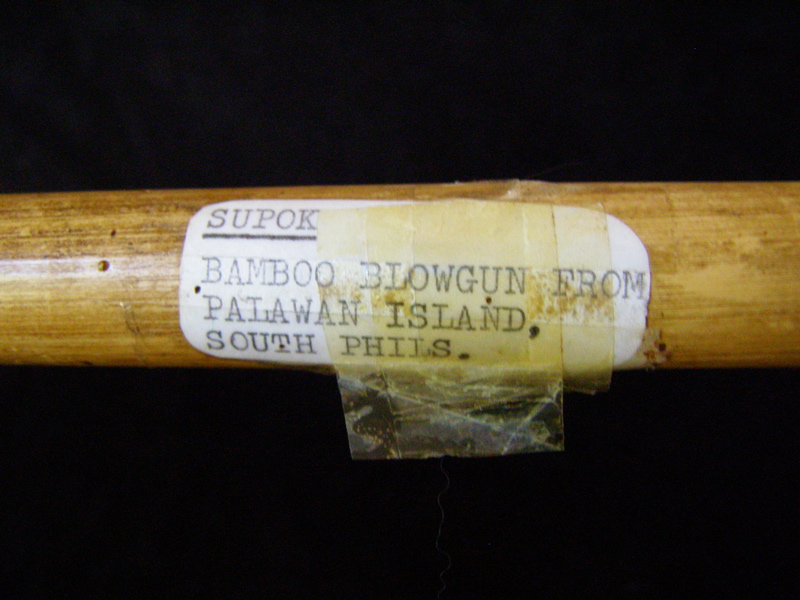 SUPOK
BAMBOO BLOWGUN FROM
PALAWAN ISLAND,
SOUTH PHILS.